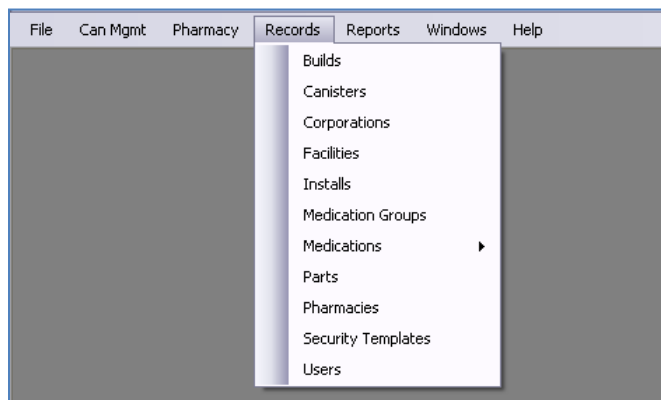 File Can Mgmt Pharmacy Records Reports Windows Help
Builds
Canisters
Corporations
Facilities
Installs
Medication Groups
Medications
Parts
Pharmacies
Security Templates
Users